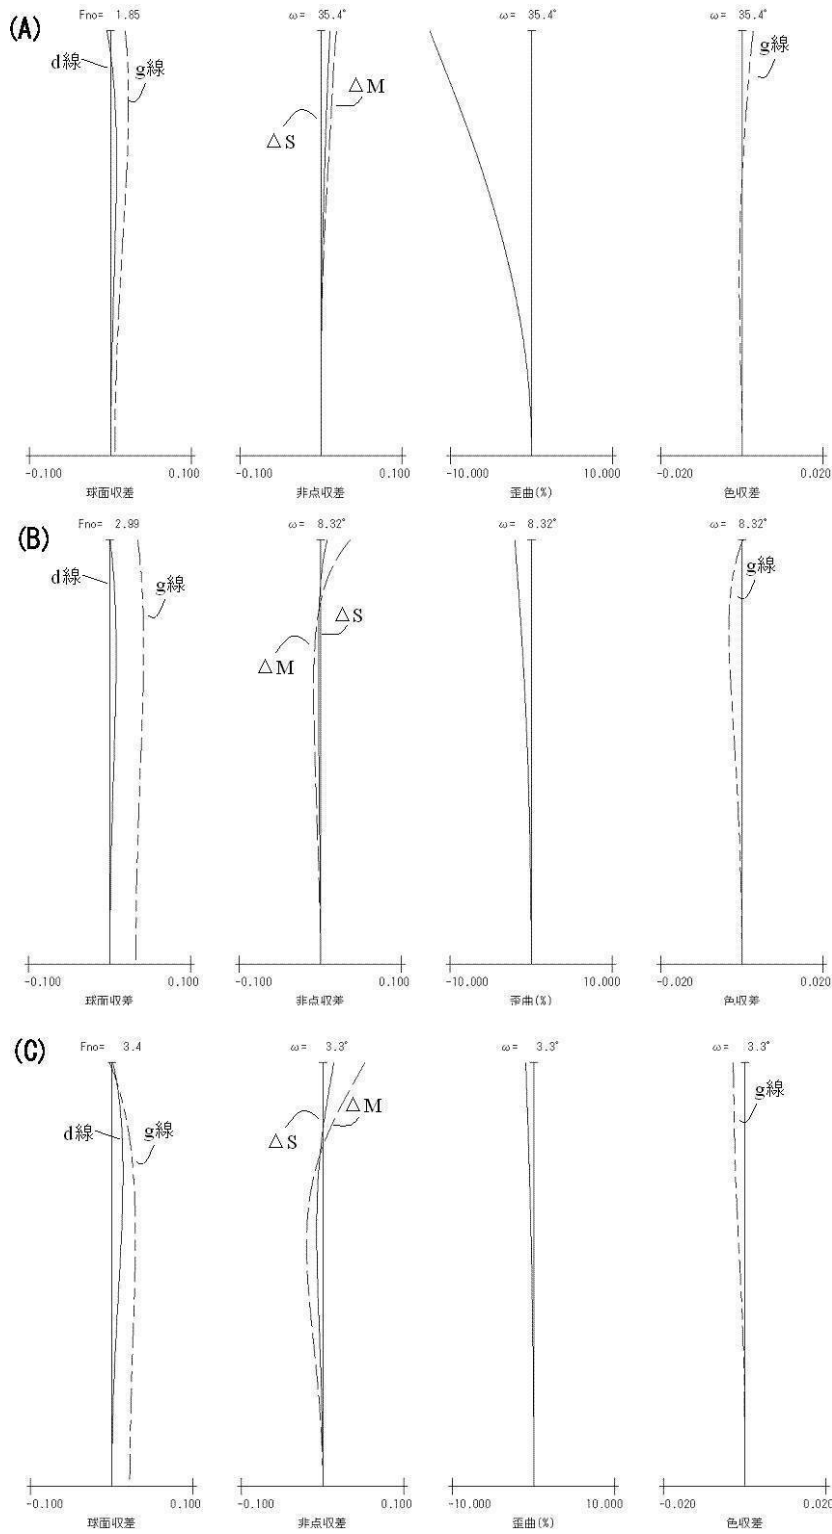 (A)
Fno= 1.85 ω= 35.4° ω= 35.4° ω= 35.4°
d線 g線 △S △M g線
-0.100 0.100 -0.100 0.100 -10.000 10.000 -0.020 0.020
球面収差 非点収差 歪曲(%) 色収差
(B)
Fno= 2.99 ω= 8.32° ω= 8.32° ω= 8.32°
d線 g線 △M △S g線
-0.100 0.100 -0.100 0.100 -10.000 10.000 -0.020 0.020
球面収差 非点収差 歪曲(%) 色収差
(C)
Fno= 3.4 ω= 3.3° ω= 3.3° ω= 3.3°
d線 g線 △S △M g線
-0.100 0.100 -0.100 0.100 -10.000 10.000 -0.020 0.020
球面収差 非点収差 歪曲(%) 色収差